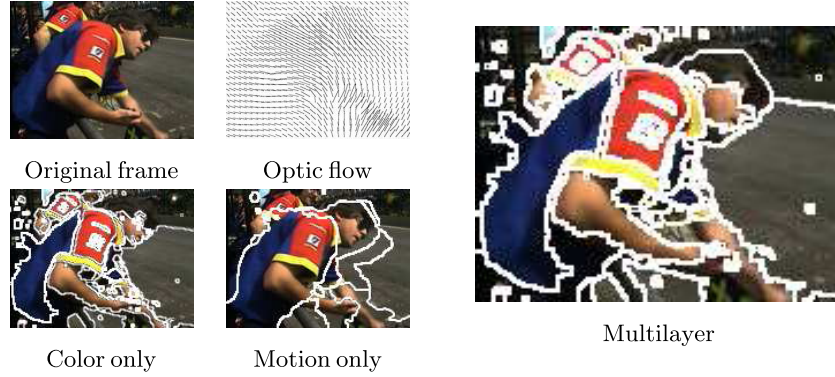 Original frame
Optic flow
Color only
Motion only
Multilayer